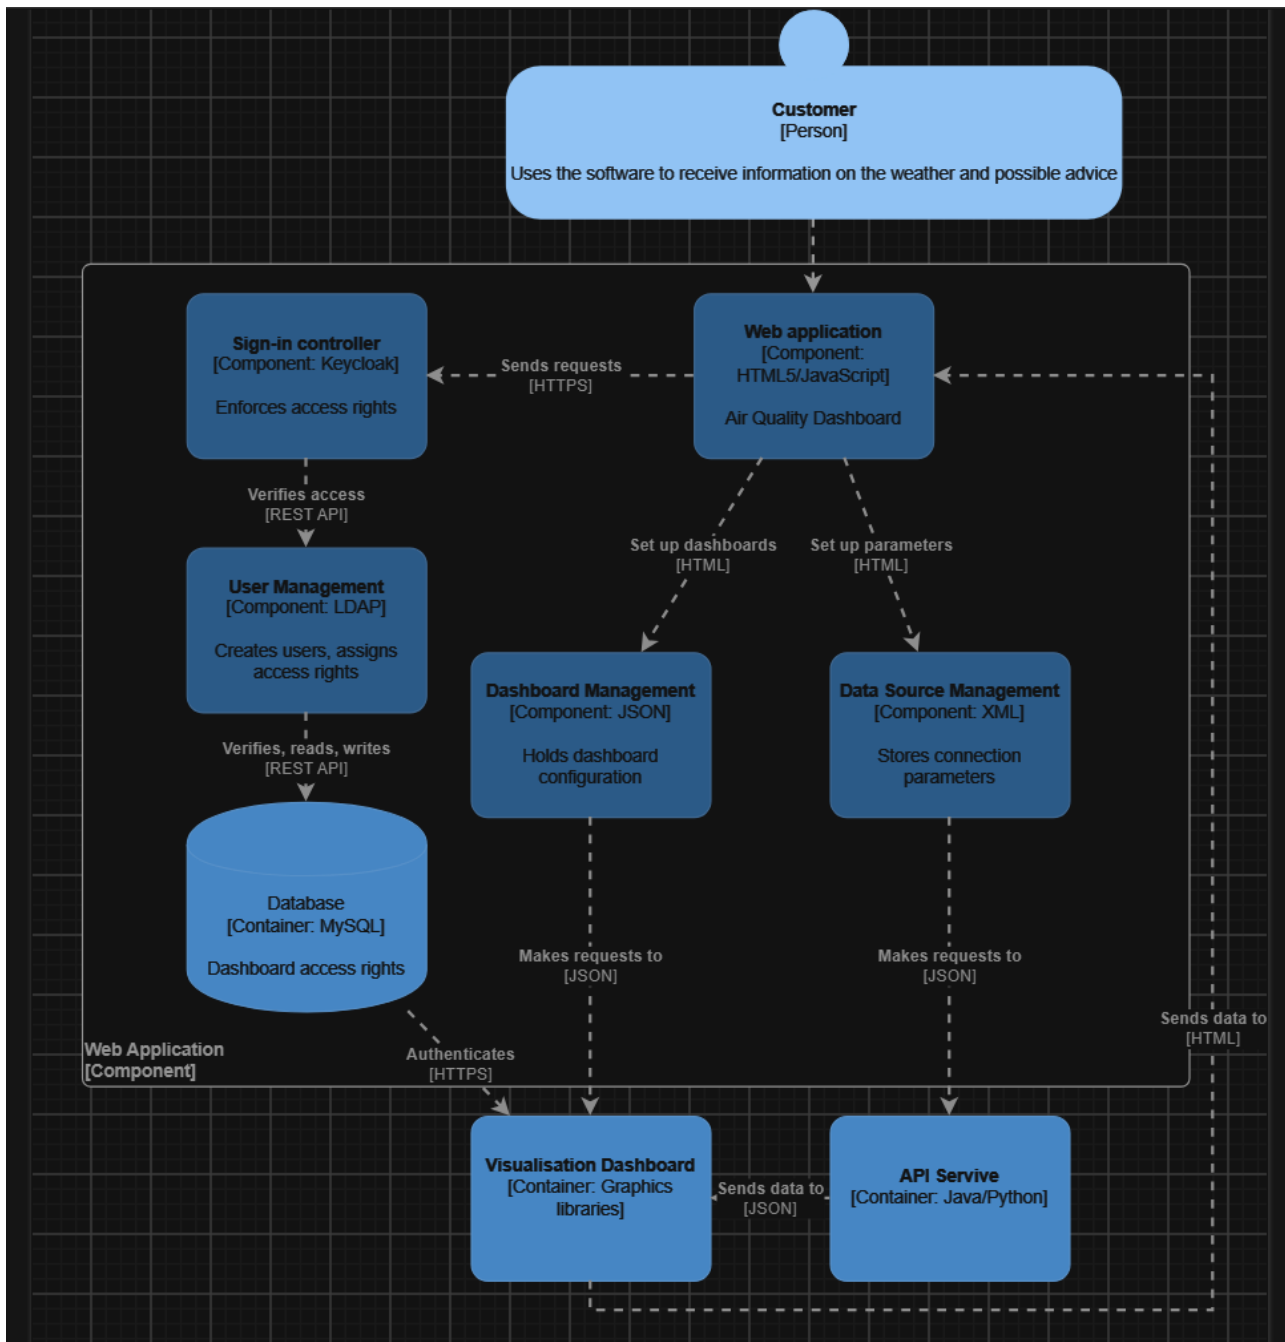 Customer
[Person]
Uses the software to receive information on the weather and possible advice
Sign-in controller
[Component: Keycloak]
Enforces access rights
Sends requests
[HTTPS]
Web application
[Component:
HTML5/JavaScript]
Air Quality Dashboard
Verifies access
[REST API]
User Management
[Component: LDAP]
Creates users, assigns
access rights
Set up dashboards
[HTML]
Set up parameters
[HTML]
Dashboard Management
[Component: JSON]
Holds dashboard
configuration
Data Source Management
[Component: XML]
Stores connection
parameters
Verifies, reads, writes
[REST API]
Database
[Container: MySQL]
Dashboard access rights
Makes requests to
[JSON]
Makes requests to
[JSON]
Sends data to
[HTML]
Web Application
[Component]
Authenticates
[HTTPS]
Visualisation Dashboard
[Container: Graphics
libraries]
Sends data to
[JSON]
API Servive
[Container: Java/Python]